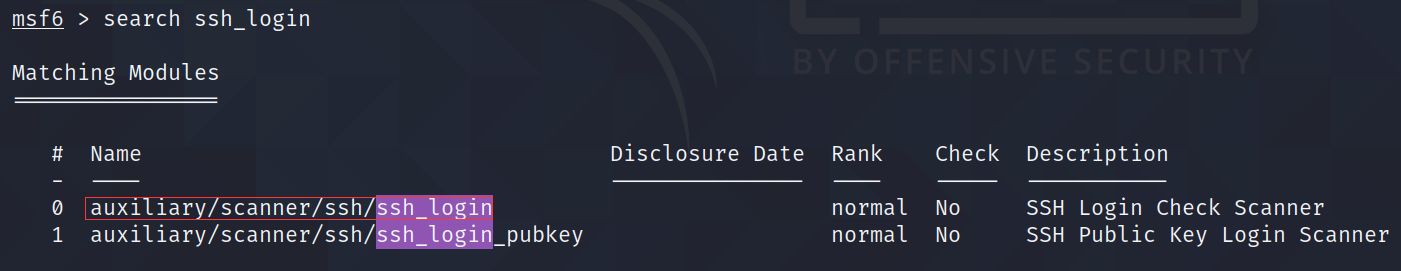 msf6 > search ssh_login
BY OFFENSIVE SECURITY
Matching Modules
================
# Name Disclosure Date Rank Check Description
- ---- --------------- ---- ----- -----------
0 auxiliary/scanner/ssh/ssh_login normal No SSH Login Check Scanner
1 auxiliary/scanner/ssh/ssh_login_pubkey normal No SSH Public Key Login Scanner